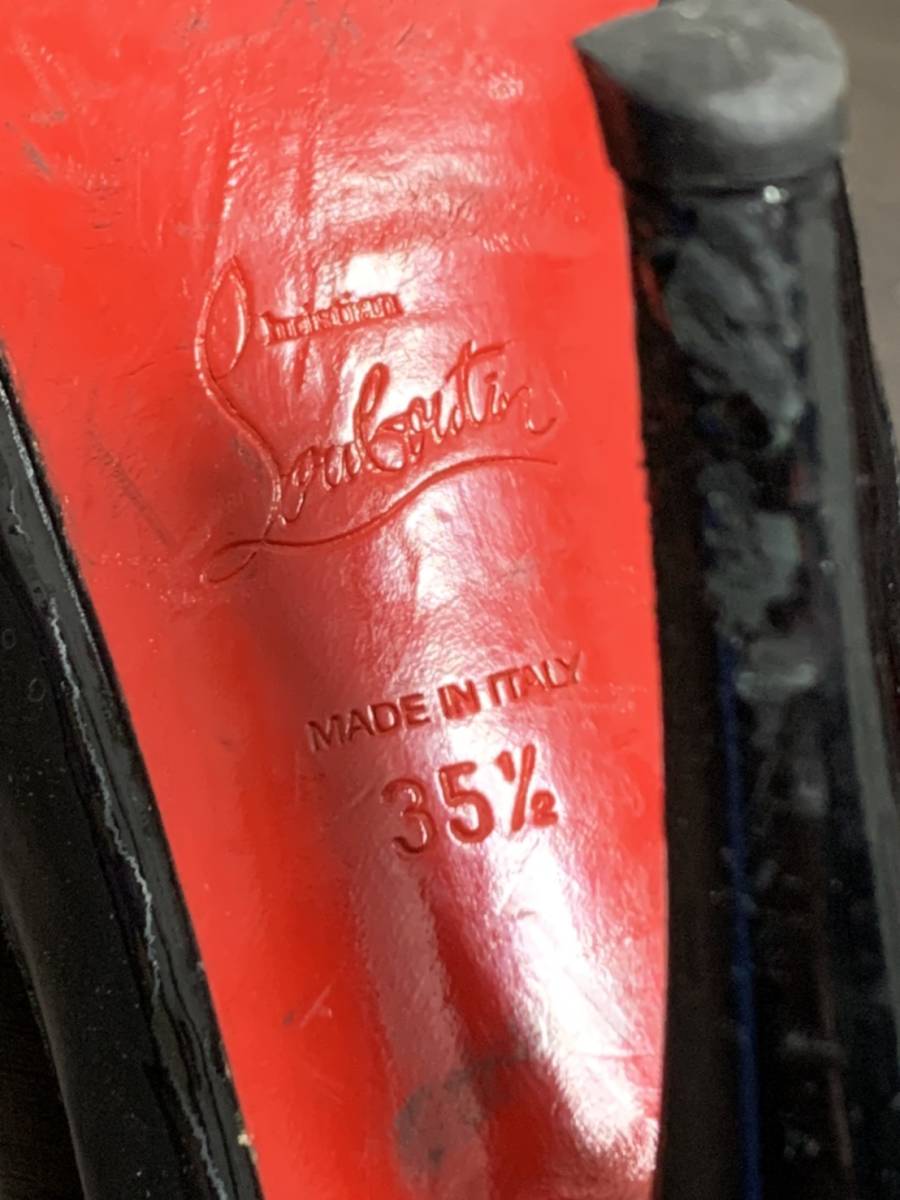 Christian
Louboutin
MADE IN ITALY
35½